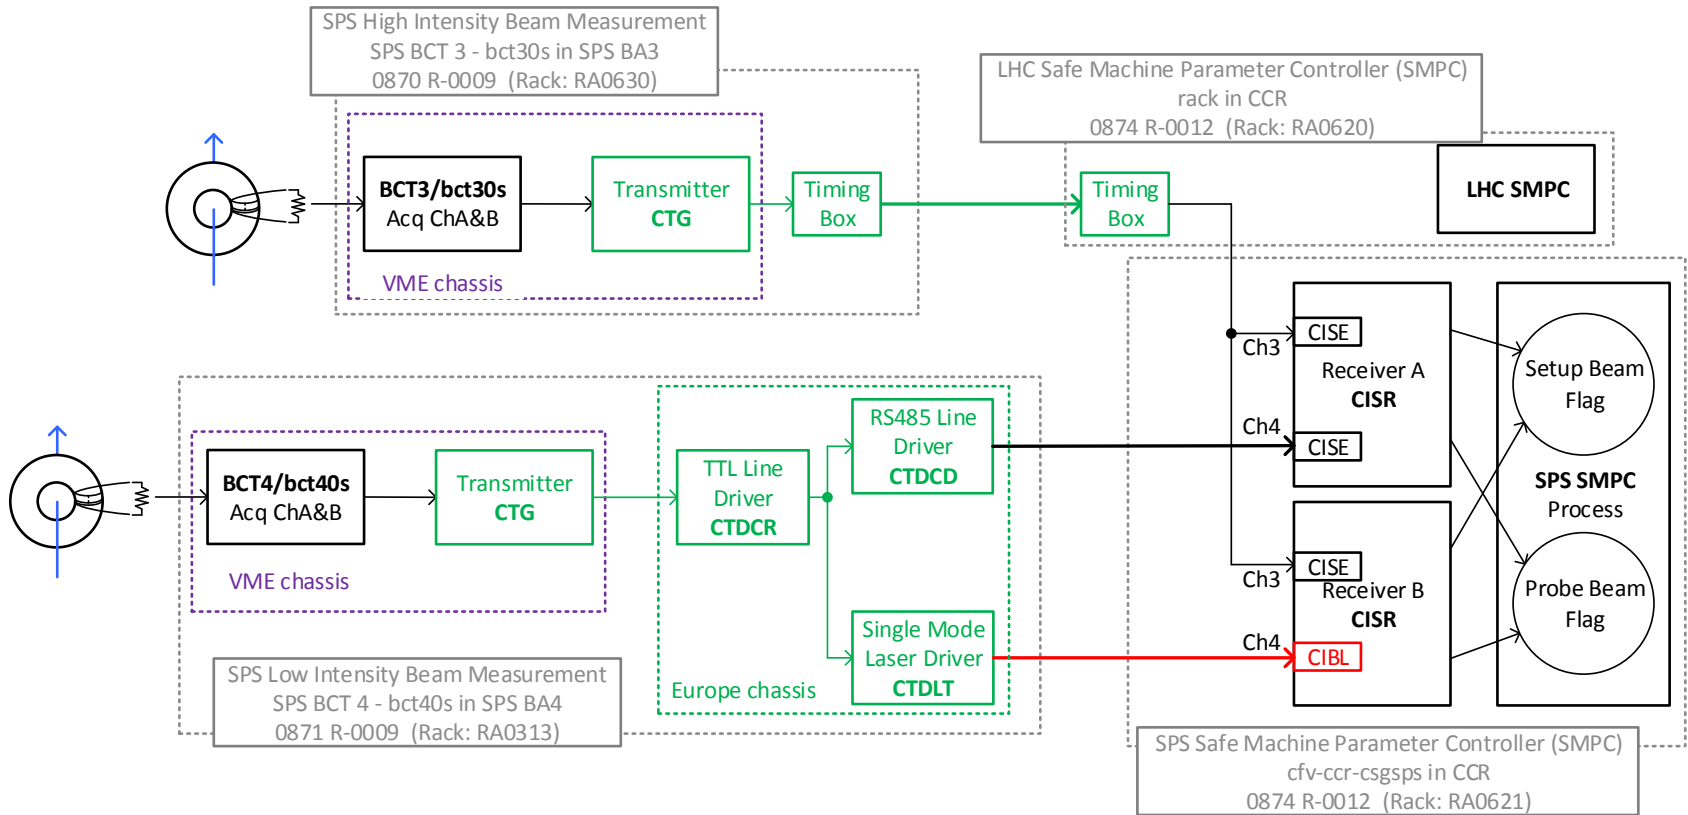 SPS High Intensity Beam Measurement
SPS BCT 3 - bct30s in SPS BA3
0870 R-0009 (Rack: RA0630)
LHC Safe Machine Parameter Controller (SMPC)
rack in CCR
0874 R-0012 (Rack: RA0620)
BCT3/bct30s
Acq ChA&B
Transmitter
CTG
VME chassis
Timing
Box
Timing
Box
LHC SMPC
Ch3
CISE
Receiver A
CISR
Ch4
CISE
Setup Beam
Flag
SPS SMPC
Process
Ch3
CISE
Receiver B
CISR
Ch4
CIBL
Probe Beam
Flag
BCT4/bct40s
Acq ChA&B
Transmitter
CTG
VME chassis
TTL Line
Driver
CTDCR
RS485 Line
Driver
CTDCD
Single Mode
Laser Driver
CTDLT
Europe chassis
SPS Low Intensity Beam Measurement
SPS BCT 4 - bct40s in SPS BA4
0871 R-0009 (Rack: RA0313)
SPS Safe Machine Parameter Controller (SMPC)
cfv-ccr-csgsps in CCR
0874 R-0012 (Rack: RA0621)